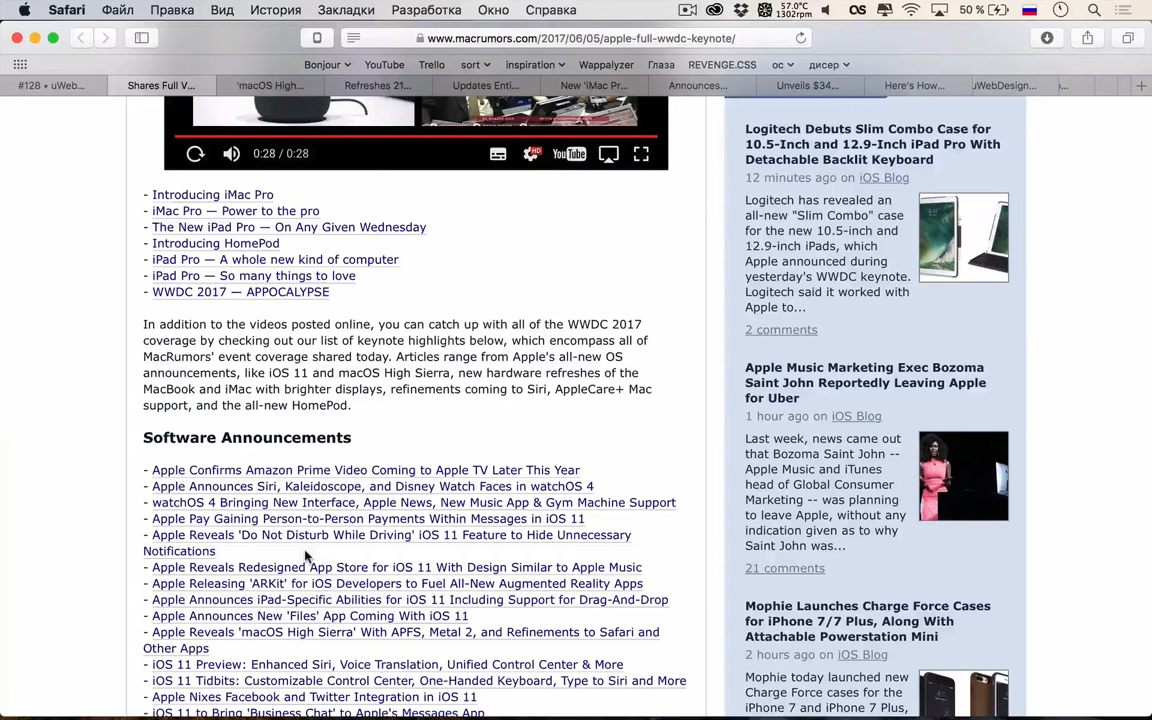 Safari Файл Правка Вид История Закладки Разработка Окно Справка 57.0°C 1302rpm 50 %
www.macrumors.com/2017/06/05/apple-full-wwdc-keynote/
Bonjour YouTube Trello sort inspiration Wappalyzer Глаза REVENGE.CSS ос дисер
#128 • uWeb... Shares Full V... 'macOS High... Refreshes 21... Updates Enti... New 'iMac Pr... Announces... Unveils $34,... Here's How... uWebDesign...
0:28 / 0:28 HD YouTube
- Introducing iMac Pro
- iMac Pro — Power to the pro
- The New iPad Pro — On Any Given Wednesday
- Introducing HomePod
- iPad Pro — A whole new kind of computer
- iPad Pro — So many things to love
- WWDC 2017 — APPOCALYPSE
In addition to the videos posted online, you can catch up with all of the WWDC 2017
coverage by checking out our list of keynote highlights below, which encompass all of
MacRumors' event coverage shared today. Articles range from Apple's all-new OS
announcements, like iOS 11 and macOS High Sierra, new hardware refreshes of the
MacBook and iMac with brighter displays, refinements coming to Siri, AppleCare+ Mac
support, and the all-new HomePod.
Software Announcements
- Apple Confirms Amazon Prime Video Coming to Apple TV Later This Year
- Apple Announces Siri, Kaleidoscope, and Disney Watch Faces in watchOS 4
- watchOS 4 Bringing New Interface, Apple News, New Music App & Gym Machine Support
- Apple Pay Gaining Person-to-Person Payments Within Messages in iOS 11
- Apple Reveals 'Do Not Disturb While Driving' iOS 11 Feature to Hide Unnecessary
Notifications
- Apple Reveals Redesigned App Store for iOS 11 With Design Similar to Apple Music
- Apple Releasing 'ARKit' for iOS Developers to Fuel All-New Augmented Reality Apps
- Apple Announces iPad-Specific Abilities for iOS 11 Including Support for Drag-And-Drop
- Apple Announces New 'Files' App Coming With iOS 11
- Apple Reveals 'macOS High Sierra' With APFS, Metal 2, and Refinements to Safari and
Other Apps
- iOS 11 Preview: Enhanced Siri, Voice Translation, Unified Control Center & More
- iOS 11 Tidbits: Customizable Control Center, One-Handed Keyboard, Type to Siri and More
- Apple Nixes Facebook and Twitter Integration in iOS 11
- iOS 11 to Bring 'Business Chat' to Apple's Messages App
Logitech Debuts Slim Combo Case for
10.5-Inch and 12.9-Inch iPad Pro With
Detachable Backlit Keyboard
12 minutes ago on iOS Blog
Logitech has revealed an
all-new "Slim Combo" case
for the new 10.5-inch and
12.9-inch iPads, which
Apple announced during
yesterday's WWDC keynote.
Logitech said it worked with
Apple to...
2 comments
Apple Music Marketing Exec Bozoma
Saint John Reportedly Leaving Apple
for Uber
1 hour ago on iOS Blog
Last week, news came out
that Bozoma Saint John --
Apple Music and iTunes
head of Global Consumer
Marketing -- was planning
to leave Apple, without any
indication given as to why
Saint John was...
21 comments
Mophie Launches Charge Force Cases
for iPhone 7/7 Plus, Along With
Attachable Powerstation Mini
2 hours ago on iOS Blog
Mophie today launched new
Charge Force cases for the
iPhone 7 and iPhone 7 Plus,